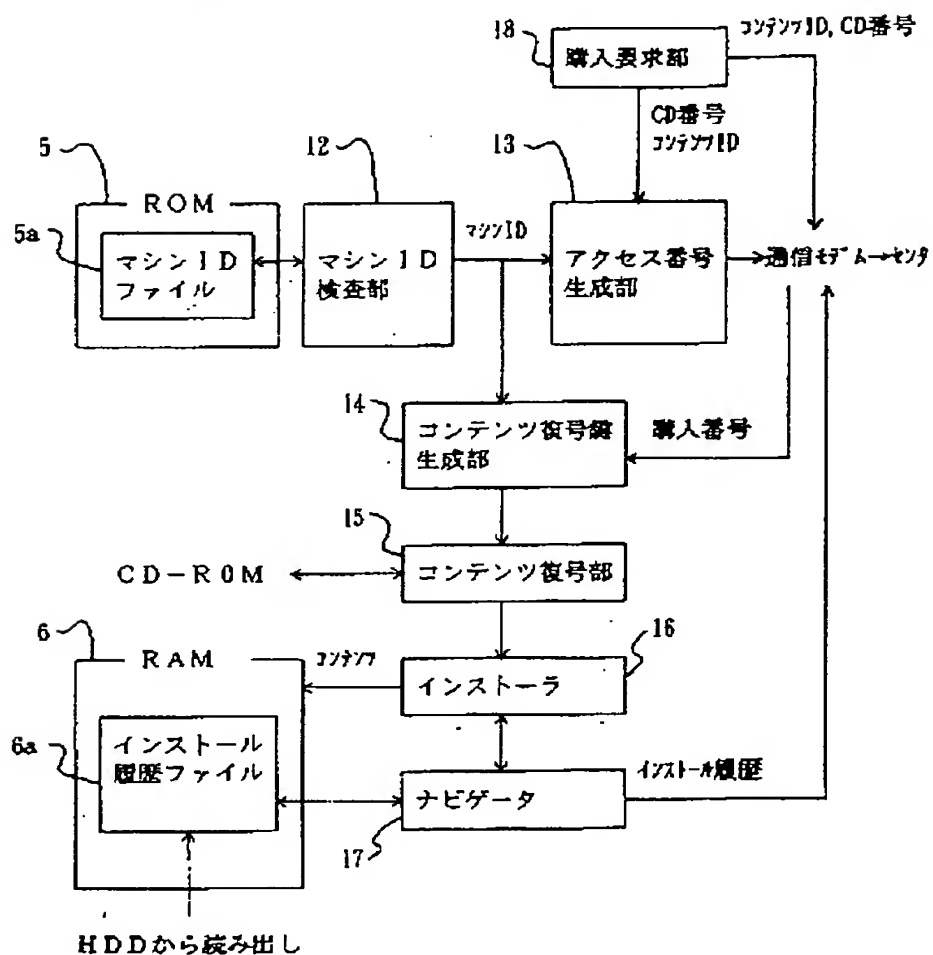 18
購入要求部
コンテンツID, CD番号
CD番号
コンテンツID
5
ROM
5a
マシンID
ファイル
12
マシンID
検査部
マシンID
13
アクセス番号
生成部
通信モデム→センタ
14
コンテンツ復号鍵
生成部
購入番号
15
コンテンツ復号部
CD-ROM
6
RAM
コンテンツ
16
インストーラ
6a
インストール
履歴ファイル
ナビゲータ
17
インストール履歴
HDDから読み出し